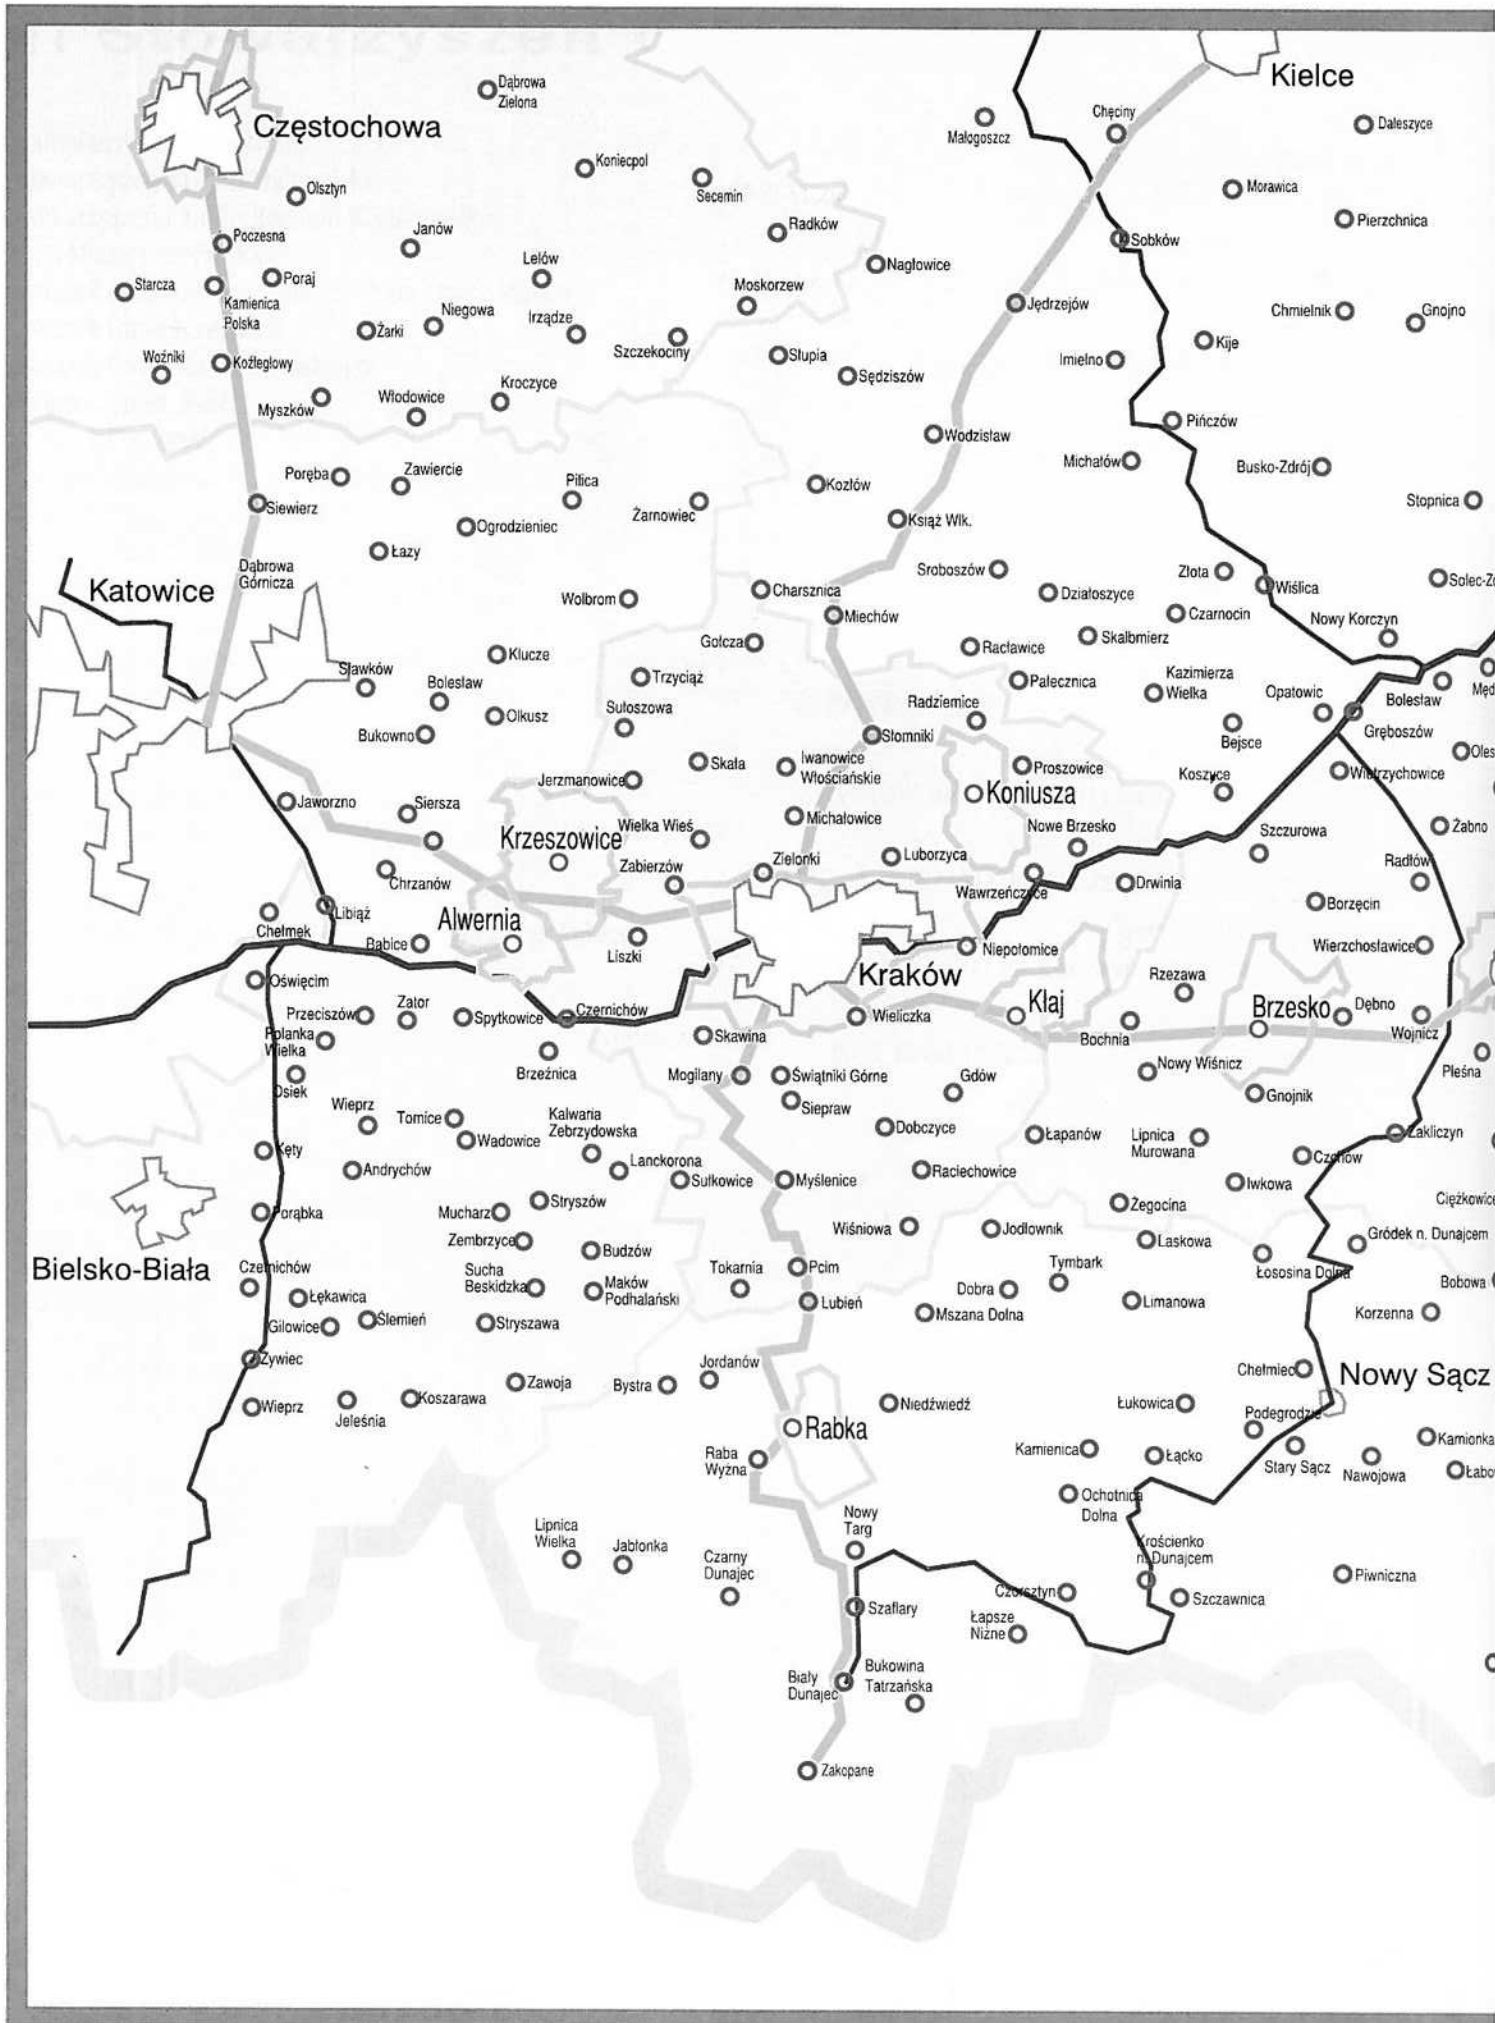 Kielce
Dąbrowa
Zielona
Częstochowa
Małogoszcz
Chęciny
Daleszyce
Koniecpol
Secemin
Olsztyn
Morawica
Pierzchnica
Radków
Poczesna
Janów
Sobków
Lelów
Nagłowice
Starcza
Poraj
Kamienica
Polska
Moskorzew
Jędrzejów
Chmielnik
Gnojno
Niegowa
Irządze
Żarki
Szczekociny
Kije
Woźniki
Koźległowy
Słupia
Imielno
Sędziszów
Kroczyce
Włodowice
Myszków
Pińczów
Wodzisław
Michałów
Busko-Zdrój
Poręba
Zawiercie
Pilica
Kozłów
Stopnica
Siewierz
Żarnowiec
Książ Wlk.
Ogrodzieniec
Łazy
Dąbrowa
Górnicza
Katowice
Sroboszów
Złota
Wiślica
Solec-Z
Charsznica
Działoszyce
Wolbrom
Miechów
Czarnocin
Nowy Korczyn
Skalbmierz
Gołcza
Racławice
Klucze
Sławków
Trzyciąż
Pałecznica
Kazimierza
Wielka
Opatowic
Bolesław
Męd
Bolesław
Radziemice
Olkusz
Sułoszowa
Gręboszów
Bukowno
Słomniki
Bejsce
Oles
Skała
Iwanowice
Włościańskie
Jerzmanowice
Proszowice
Koszyce
Wietrzychowice
Koniusza
Jaworzno
Siersza
Michałowice
Krzeszowice
Wielka Wieś
Nowe Brzesko
Szczurowa
Żabno
Zabierzów
Zielonki
Luborzyca
Radłów
Chrzanów
Wawrzeńczyce
Drwinia
Borzęcin
Libiąż
Alwernia
Chełmek
Babice
Liszki
Niepołomice
Wierzchosławice
Kraków
Oświęcim
Rzezawa
Kłaj
Brzesko
Dębno
Przeciszów
Zator
Spytkowice
Czernichów
Wieliczka
Wojnicz
Skawina
Bochnia
Polanka
Wielka
Brzeźnica
Nowy Wiśnicz
Pleśna
Osiek
Mogilany
Świątniki Górne
Gdów
Gnojnik
Siepraw
Wieprz
Tomice
Kalwaria
Zebrzydowska
Dobczyce
Łapanów
Lipnica
Murowana
Zakliczyn
Wadowice
Kęty
Lanckorona
Czchów
Andrychów
Sułkowice
Myślenice
Raciechowice
Iwkowa
Stryszów
Mucharz
Żegocina
Ciężkowice
Porąbka
Wiśniowa
Jodłownik
Zembrzyce
Budzów
Laskowa
Gródek n. Dunajcem
Bielsko-Biała
Czernichów
Sucha
Beskidzka
Tokarnia
Pcim
Tymbark
Łososina Dolna
Maków
Podhalański
Dobra
Bobowa
Łękawica
Lubień
Limanowa
Mszana Dolna
Korzenna
Gilowice
Ślemień
Stryszawa
Żywiec
Jordanów
Chełmiec
Nowy Sącz
Zawoja
Bystra
Wieprz
Jeleśnia
Koszarawa
Niedźwiedź
Łukowica
Podegrodzie
Rabka
Kamienica
Łącko
Stary Sącz
Kamionka
Raba
Wyżna
Nawojowa
Łabo
Ochotnica
Dolna
Nowy
Targ
Lipnica
Wielka
Jabłonka
Krościenko
n. Dunajcem
Czarny
Dunajec
Piwniczna
Czorsztyn
Szczawnica
Szaflary
Łapsze
Niżne
Biały
Dunajec
Bukowina
Tatrzańska
Zakopane